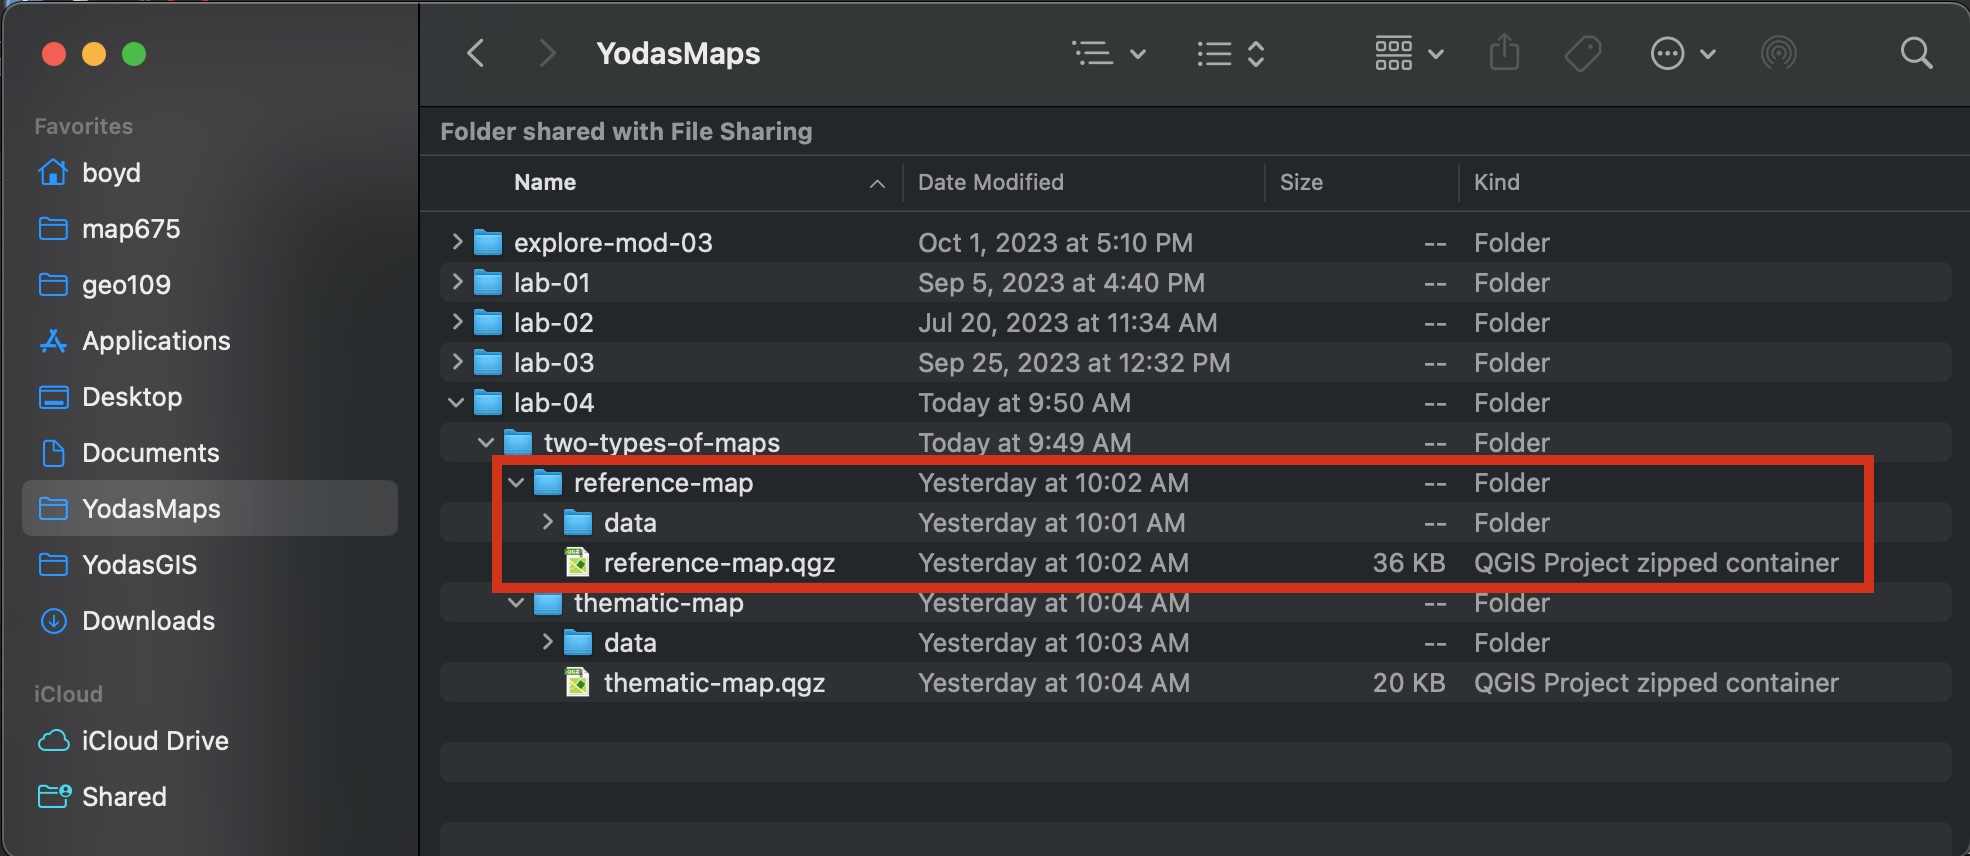 YodasMaps
Favorites
boyd
map675
geo109
Applications
Desktop
Documents
YodasMaps
YodasGIS
Downloads
iCloud
iCloud Drive
Shared
Folder shared with File Sharing
Name Date Modified Size Kind
explore-mod-03 Oct 1, 2023 at 5:10 PM -- Folder
lab-01 Sep 5, 2023 at 4:40 PM -- Folder
lab-02 Jul 20, 2023 at 11:34 AM -- Folder
lab-03 Sep 25, 2023 at 12:32 PM -- Folder
lab-04 Today at 9:50 AM -- Folder
two-types-of-maps Today at 9:49 AM -- Folder
reference-map Yesterday at 10:02 AM -- Folder
data Yesterday at 10:01 AM -- Folder
reference-map.qgz Yesterday at 10:02 AM 36 KB QGIS Project zipped container
thematic-map Yesterday at 10:04 AM -- Folder
data Yesterday at 10:03 AM -- Folder
thematic-map.qgz Yesterday at 10:04 AM 20 KB QGIS Project zipped container